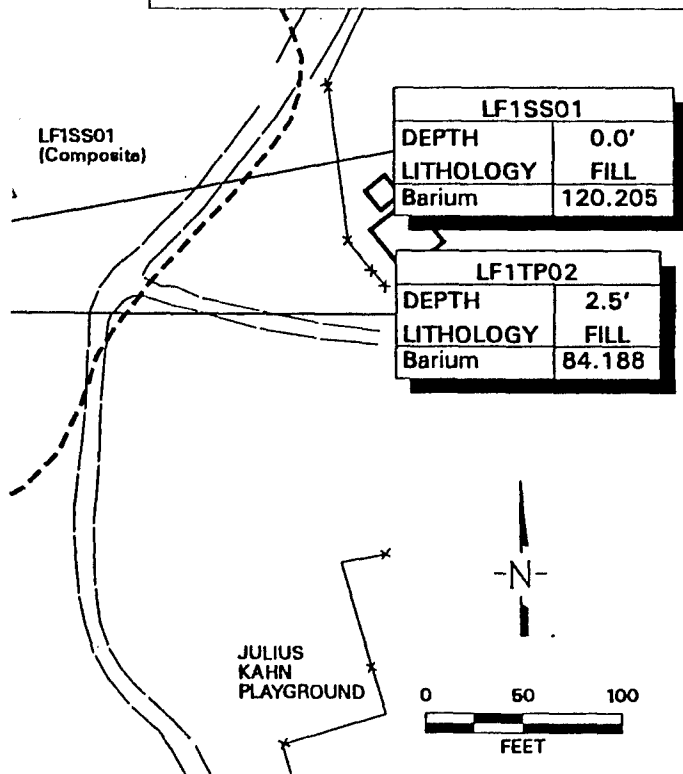 LF1SS01
(Composite)
LF1SS01
DEPTH 0.0'
LITHOLOGY FILL
Barium 120.205
LF1TP02
DEPTH 2.5'
LITHOLOGY FILL
Barium 84.188
-N-
JULIUS
KAHN
PLAYGROUND
0 50 100
FEET